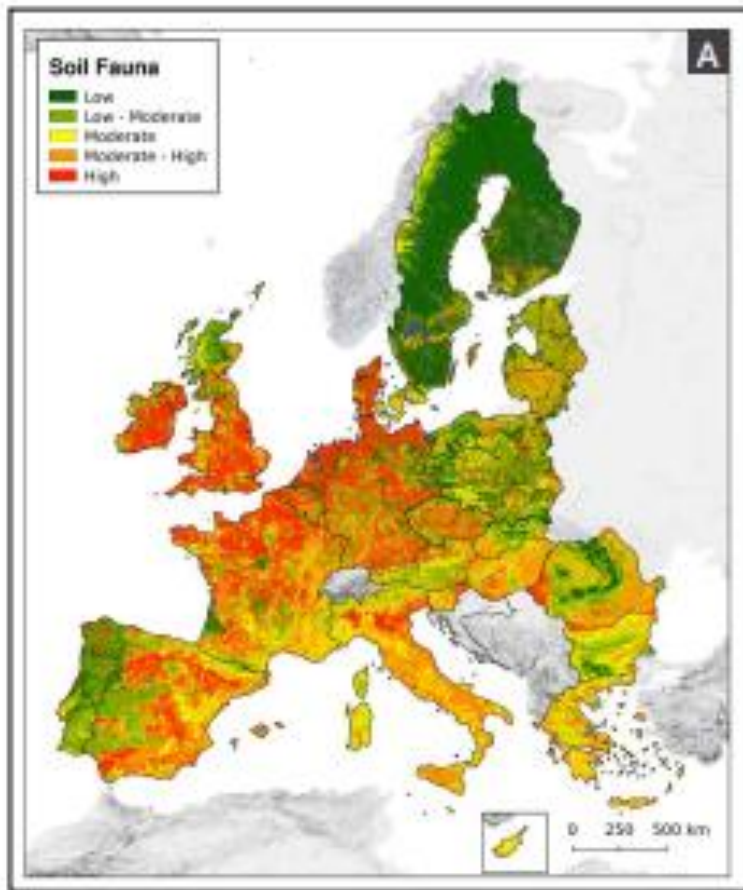 A
Soil Fauna
Low
Low - Moderate
Moderate
Moderate - High
High
0 250 500 km